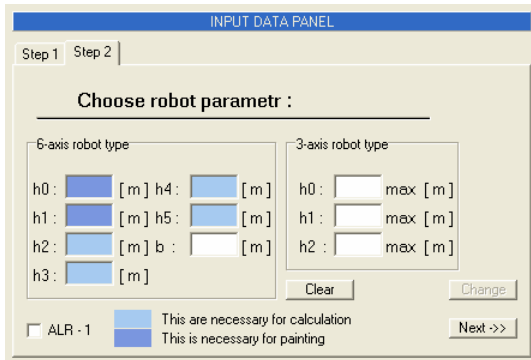 INPUT DATA PANEL
Step 1 Step 2
Choose robot parametr :
6-axis robot type 3-axis robot type
h0 : [ m ] h4 : [ m ] h0 : max [ m ]
h1 : [ m ] h5 : [ m ] h1 : max [ m ]
h2 : [ m ] b : [ m ] h2 : max [ m ]
h3 : [ m ]
Clear Change
ALR - 1 This are necessary for calculation
This is necessary for painting
Next ->>